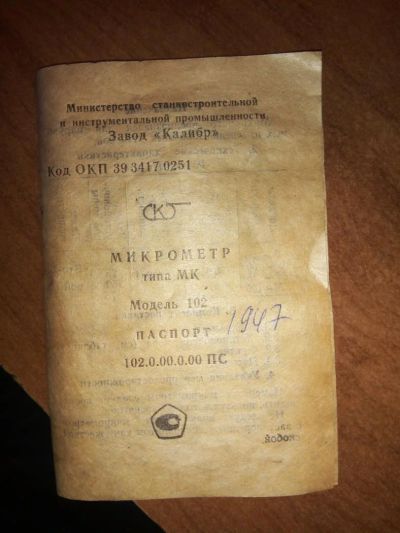 Министерство станкостроительной
и инструментальной промышленности
Завод «Калибр»
Код ОКП 39 3417 0251
МИКРОМЕТР
типа МК
Модель 102
1947
ПАСПОРТ
102.0.00.0.00 ПС
скобой.